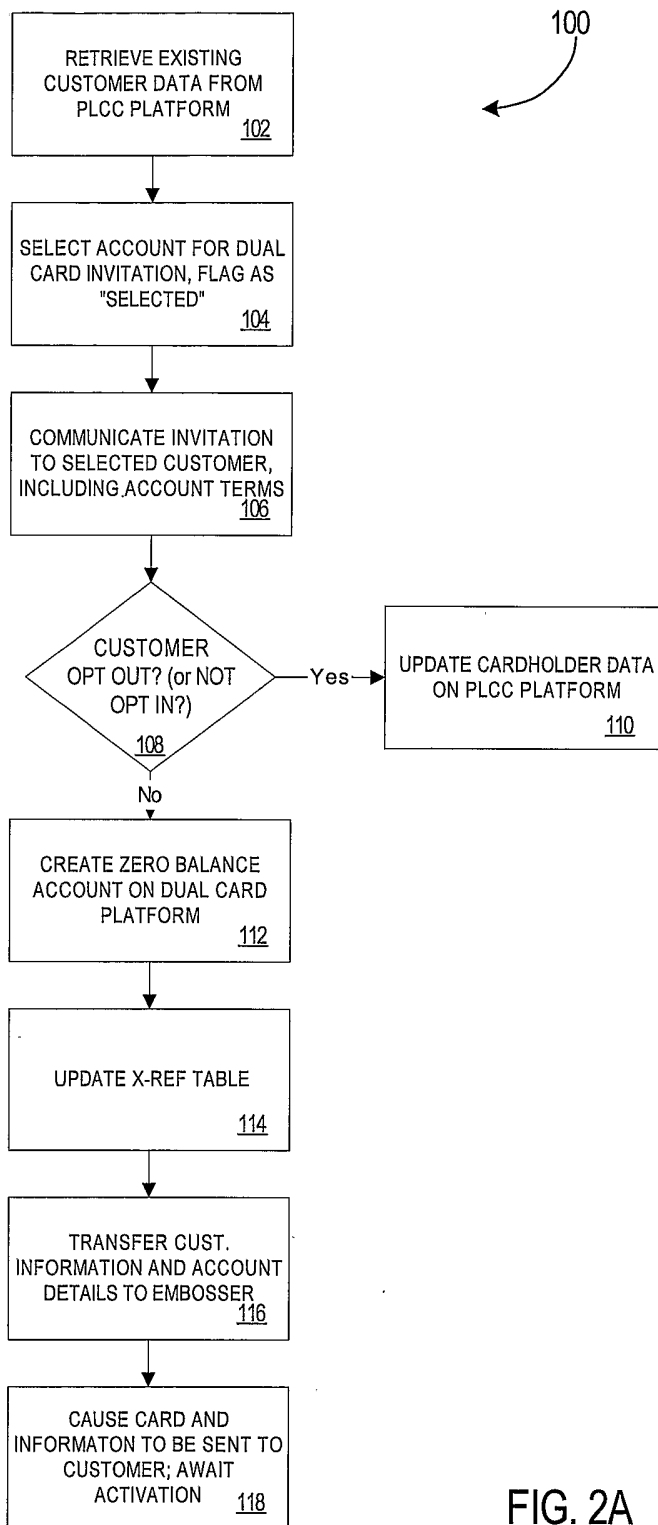 100
RETRIEVE EXISTING
CUSTOMER DATA FROM
PLCC PLATFORM
102
SELECT ACCOUNT FOR DUAL
CARD INVITATION, FLAG AS
"SELECTED"
104
COMMUNICATE INVITATION
TO SELECTED CUSTOMER,
INCLUDING.ACCOUNT TERMS
106
CUSTOMER
OPT OUT? (or NOT
OPT IN?)
108
Yes
UPDATE CARDHOLDER DATA
ON PLCC PLATFORM
110
No
CREATE ZERO BALANCE
ACCOUNT ON DUAL CARD
PLATFORM
112
UPDATE X-REF TABLE
114
TRANSFER CUST.
INFORMATION AND ACCOUNT
DETAILS TO EMBOSSER
116
CAUSE CARD AND
INFORMATON TO BE SENT TO
CUSTOMER; AWAIT
ACTIVATION
118
FIG. 2A